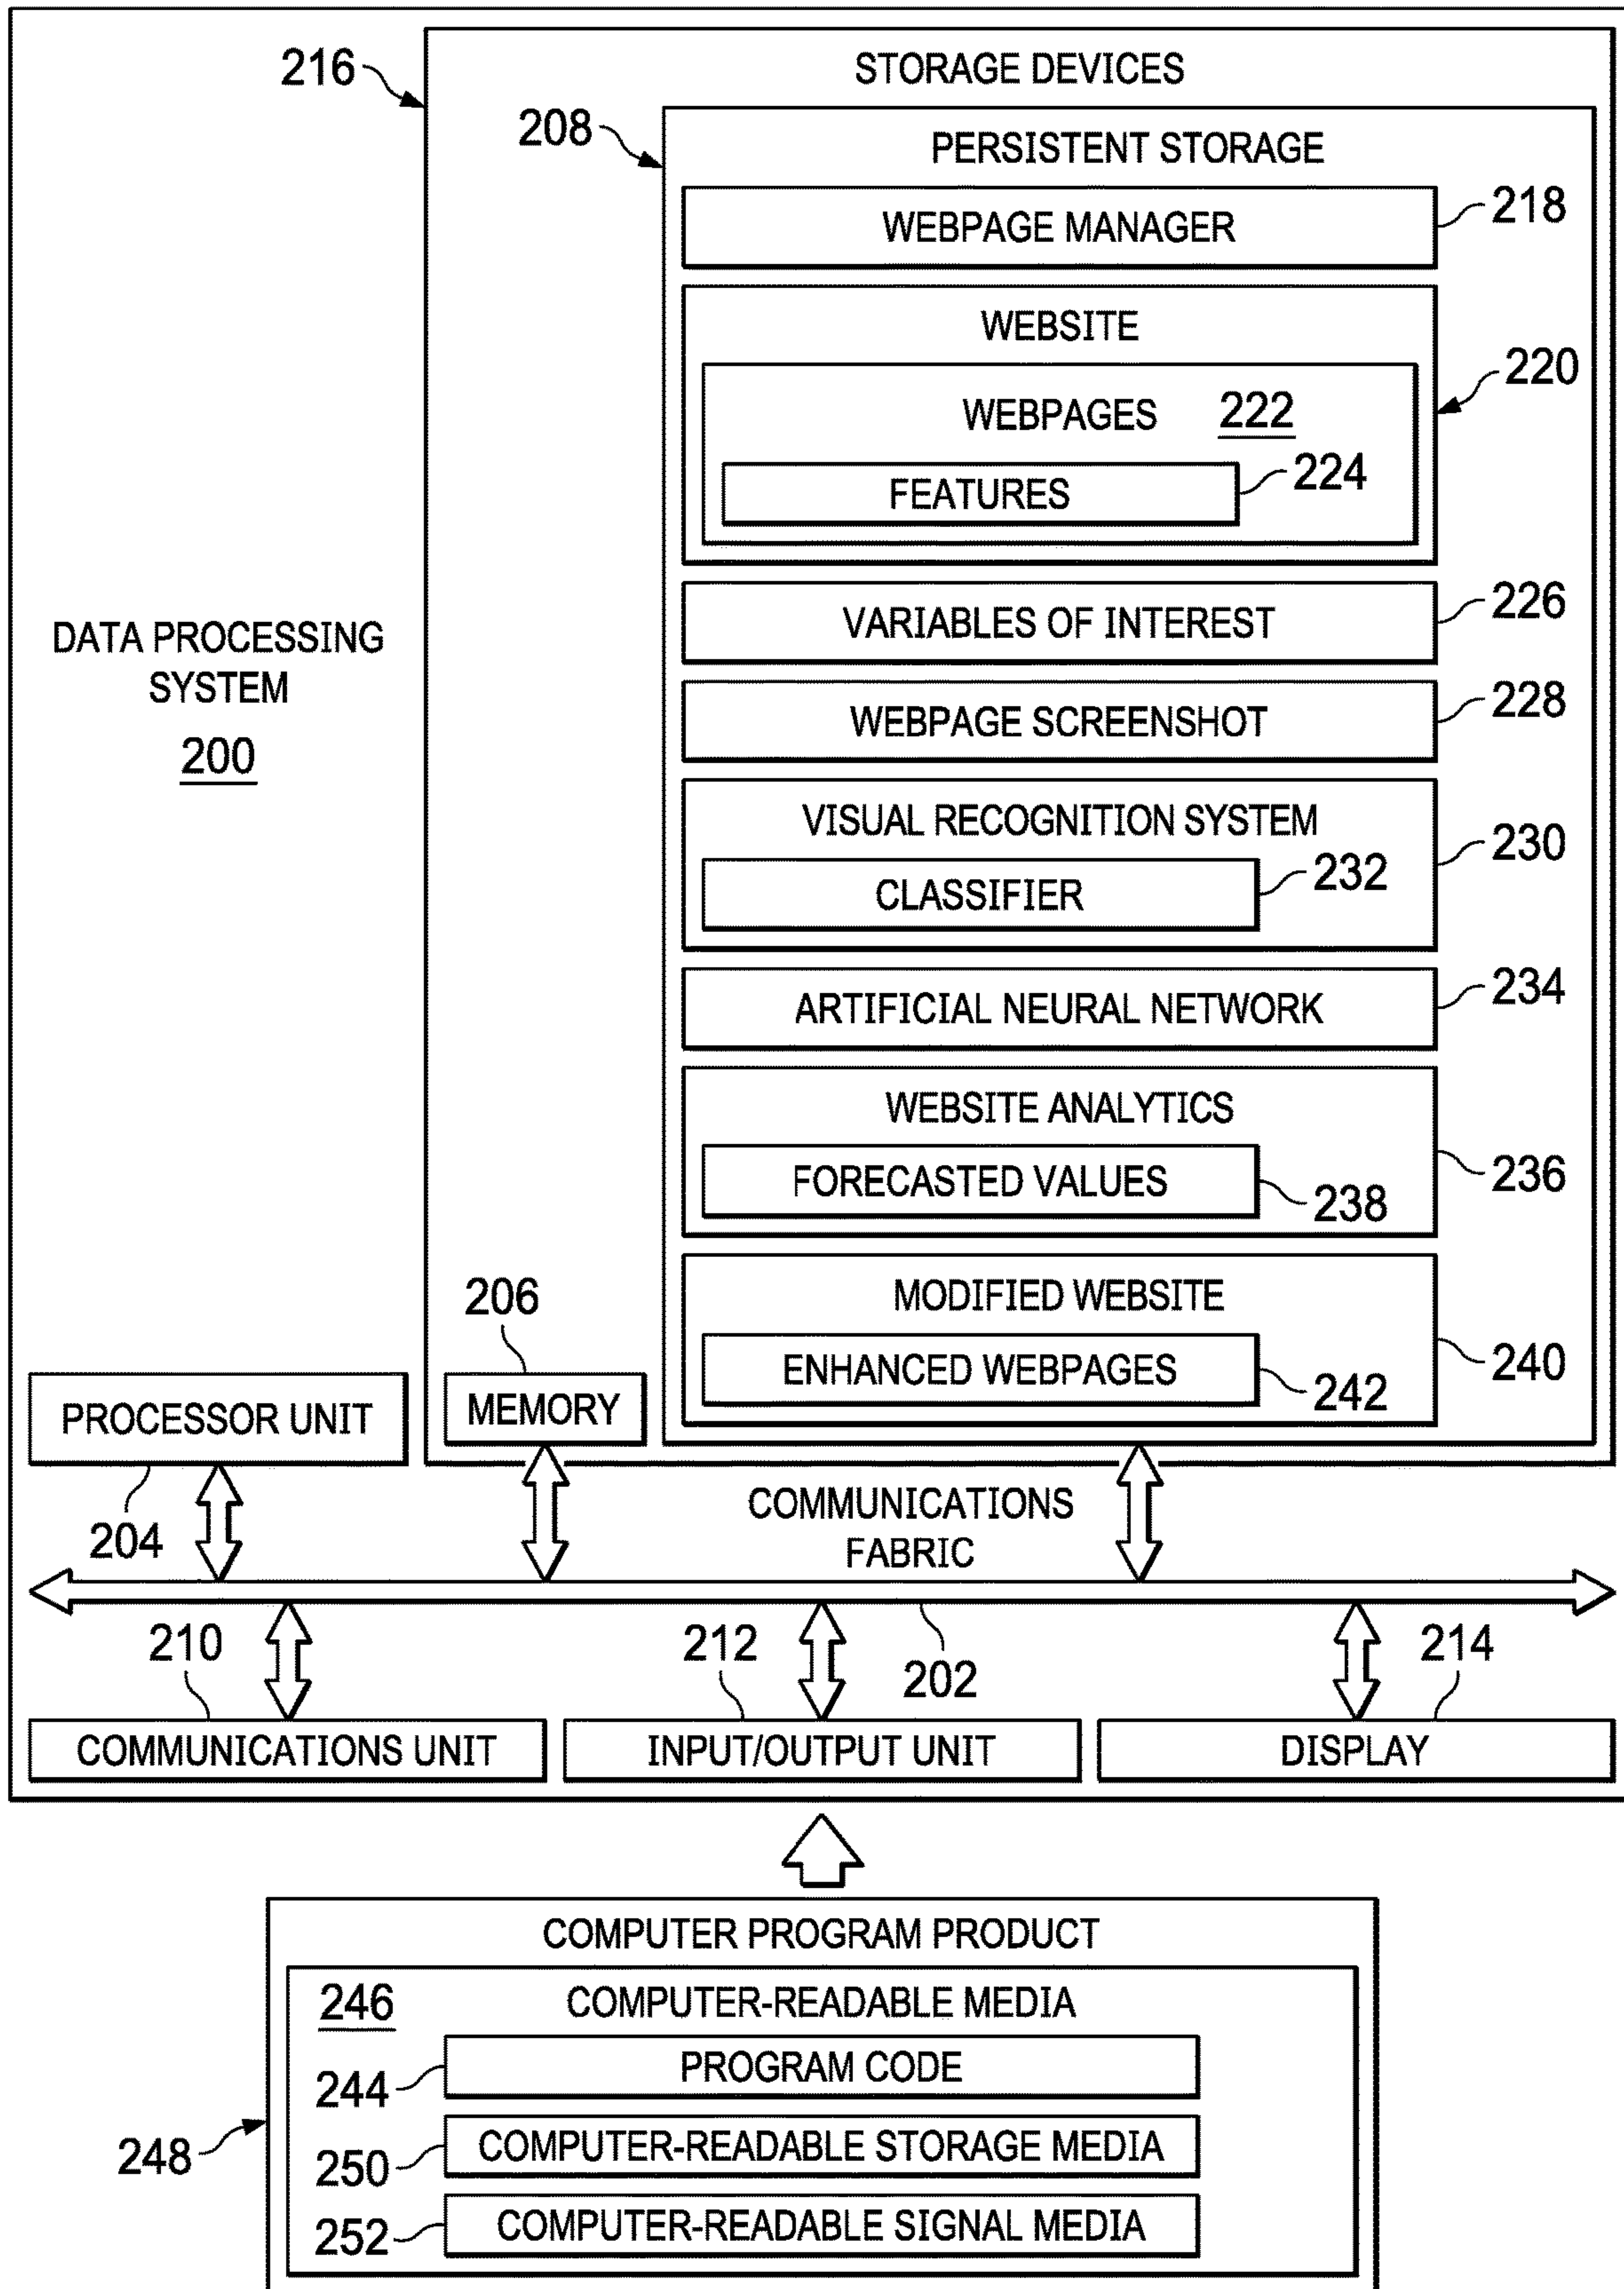 216
STORAGE DEVICES
208
PERSISTENT STORAGE
WEBPAGE MANAGER
218
WEBSITE
220
WEBPAGES 222
FEATURES
224
VARIABLES OF INTEREST
226
WEBPAGE SCREENSHOT
228
VISUAL RECOGNITION SYSTEM
230
CLASSIFIER
232
ARTIFICIAL NEURAL NETWORK
234
WEBSITE ANALYTICS
236
FORECASTED VALUES
238
MODIFIED WEBSITE
240
ENHANCED WEBPAGES
242
DATA PROCESSING
SYSTEM
200
206
MEMORY
PROCESSOR UNIT
204
COMMUNICATIONS
FABRIC
202
210
COMMUNICATIONS UNIT
212
INPUT/OUTPUT UNIT
214
DISPLAY
COMPUTER PROGRAM PRODUCT
248
246
COMPUTER-READABLE MEDIA
244
PROGRAM CODE
250
COMPUTER-READABLE STORAGE MEDIA
252
COMPUTER-READABLE SIGNAL MEDIA